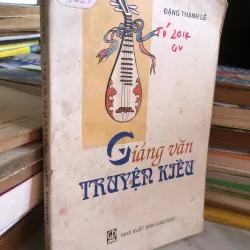 ĐẶNG THANH LÊ
Giảng văn
TRUYỆN KIỀU
NHÀ XUẤT BẢN GIÁO DỤC